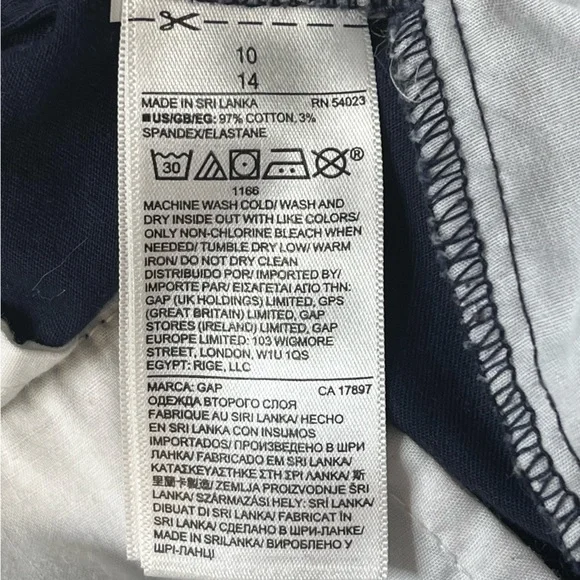 10
14
MADE IN SRI LANKA RN 54023
■US/GB/EG: 97% COTTON, 3%
SPANDEX/ELASTANE
30
1166
MACHINE WASH COLD/ WASH AND
DRY INSIDE OUT WITH LIKE COLORS/
ONLY NON-CHLORINE BLEACH WHEN
NEEDED/ TUMBLE DRY LOW/ WARM
IRON/ DO NOT DRY CLEAN
DISTRIBUIDO POR/ IMPORTED BY/
IMPORTE PAR/ ΕΙΣΑΓΕΤΑΙ ΑΠΟ ΤΗΝ:
GAP (UK HOLDINGS) LIMITED, GPS
(GREAT BRITAIN) LIMITED, GAP
STORES (IRELAND) LIMITED, GAP
EUROPE LIMITED: 103 WIGMORE
STREET, LONDON, W1U 1QS
EGYPT: RIGE, LLC
MARCA: GAP CA 17897
ОДЕЖДА ВТОРОГО СЛОЯ
FABRIQUE AU SRI LANKA/ HECHO
EN SRI LANKA CON INSUMOS
IMPORTADOS/ ПРОИЗВЕДЕНО В ШРИ
ЛАНКА/ FABRICADO EM SRI LANKA/
ΚΑΤΑΣΚΕΥΑΣΤΗΚΕ ΣΤΗ ΣΡΙ ΛΑΝΚΑ/ 斯
里蘭卡製造/ ZEMLJA PROIZVODNJE ŠRI
LANKA/ SZÁRMAZÁSI HELY: SRÍ LANKA/
DIBUAT DI SRI LANKA/ FABRICAT ÎN
SRI LANKA/ СДЕЛАНО В ШРИ-ЛАНКЕ/
MADE IN SRILANKA/ ВИРОБЛЕНО У
ШРІ-ЛАНЦІ